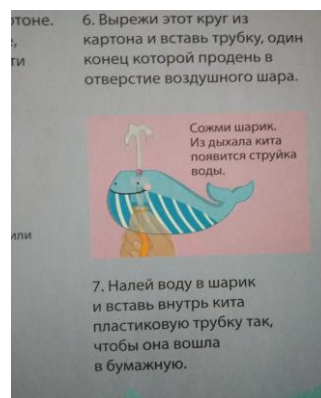 тоне.
ти
или
6. Вырежи этот круг из
картона и вставь трубку, один
конец которой продень в
отверстие воздушного шара.
Сожми шарик.
Из дыхала кита
появится струйка
воды.
7. Налей воду в шарик
и вставь внутрь кита
пластиковую трубку так,
чтобы она вошла
в бумажную.